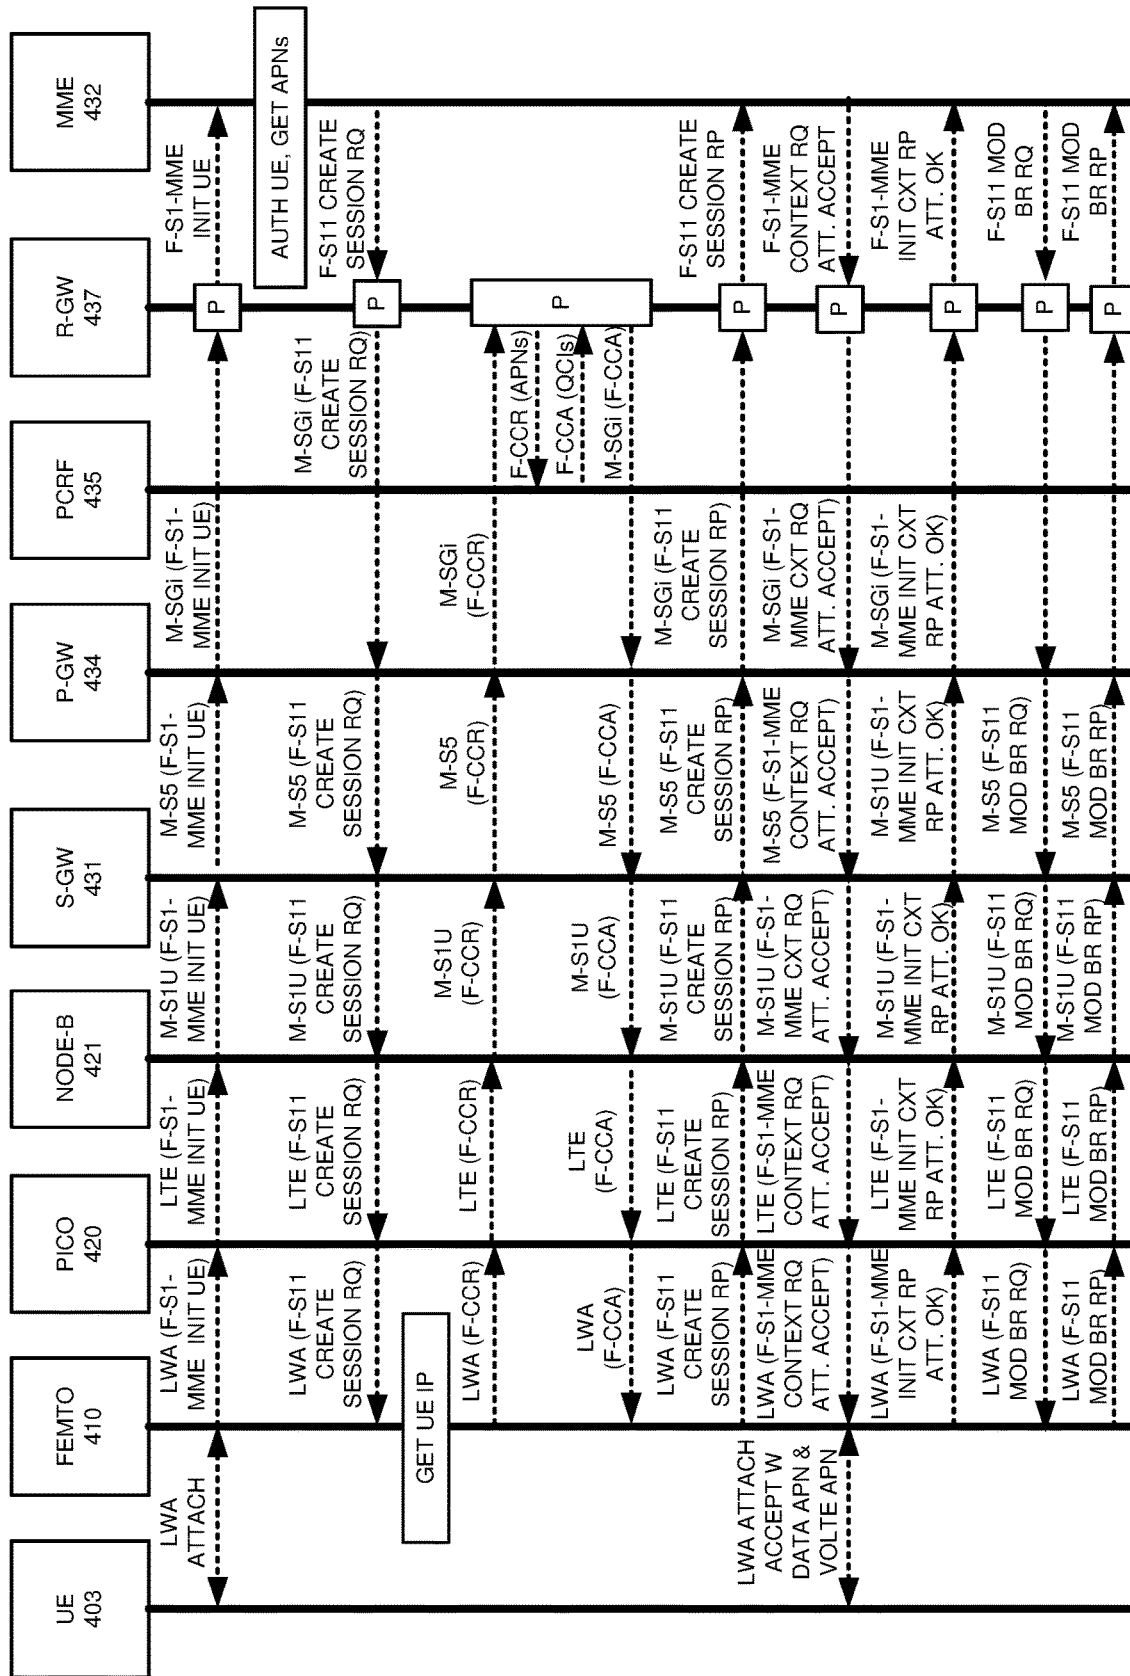 UE
403
FEMTO
410
PICO
420
NODE-B
421
S-GW
431
P-GW
434
PCRF
435
R-GW
437
MME
432
LWA
ATTACH
LWA (F-S1-
MME INIT UE)
LTE (F-S1-
MME INIT UE)
M-S1U (F-S1-
MME INIT UE)
M-S5 (F-S1-
MME INIT UE)
M-SGi (F-S1-
MME INIT UE)
P
F-S1-MME
INIT UE
AUTH UE, GET APNs
LWA (F-S11
CREATE
SESSION RQ)
LTE (F-S11
CREATE
SESSION RQ)
M-S1U (F-S11
CREATE
SESSION RQ)
M-S5 (F-S11
CREATE
SESSION RQ)
M-SGi (F-S11
CREATE
SESSION RQ)
P
F-S11 CREATE
SESSION RQ
GET UE IP
LWA (F-CCR)
LTE (F-CCR)
M-S1U
(F-CCR)
M-S5
(F-CCR)
M-SGi
(F-CCR)
F-CCR (APNs)
F-CCA (QCIs)
P
LWA
(F-CCA)
LTE
(F-CCA)
M-S1U
(F-CCA)
M-S5 (F-CCA)
M-SGi (F-CCA)
LWA (F-S11
CREATE
SESSION RP)
LTE (F-S11
CREATE
SESSION RP)
M-S1U (F-S11
CREATE
SESSION RP)
M-S5 (F-S11
CREATE
SESSION RP)
M-SGi (F-S11
CREATE
SESSION RP)
P
F-S11 CREATE
SESSION RP
LWA ATTACH
ACCEPT W
DATA APN &
VOLTE APN
LWA (F-S1-MME
CONTEXT RQ
ATT. ACCEPT)
LTE (F-S1-MME
CONTEXT RQ
ATT. ACCEPT)
M-S1U (F-S1-
MME CXT RQ
ATT. ACCEPT)
M-S5 (F-S1-MME
CONTEXT RQ
ATT. ACCEPT)
M-SGi (F-S1-
MME CXT RQ
ATT. ACCEPT)
P
F-S1-MME
CONTEXT RQ
ATT. ACCEPT
LWA (F-S1-MME
INIT CXT RP
ATT. OK)
LTE (F-S1-
MME INIT CXT
RP ATT. OK)
M-S1U (F-S1-
MME INIT CXT
RP ATT. OK)
M-S1U (F-S1-
MME INIT CXT
RP ATT. OK)
M-SGi (F-S1-
MME INIT CXT
RP ATT. OK)
P
F-S1-MME
INIT CXT RP
ATT. OK
LWA (F-S11
MOD BR RQ)
LTE (F-S11
MOD BR RQ)
M-S1U (F-S11
MOD BR RQ)
M-S5 (F-S11
MOD BR RQ)
P
F-S11 MOD
BR RQ
LWA (F-S11
MOD BR RP)
LTE (F-S11
MOD BR RP)
M-S1U (F-S11
MOD BR RP)
M-S5 (F-S11
MOD BR RP)
P
F-S11 MOD
BR RP